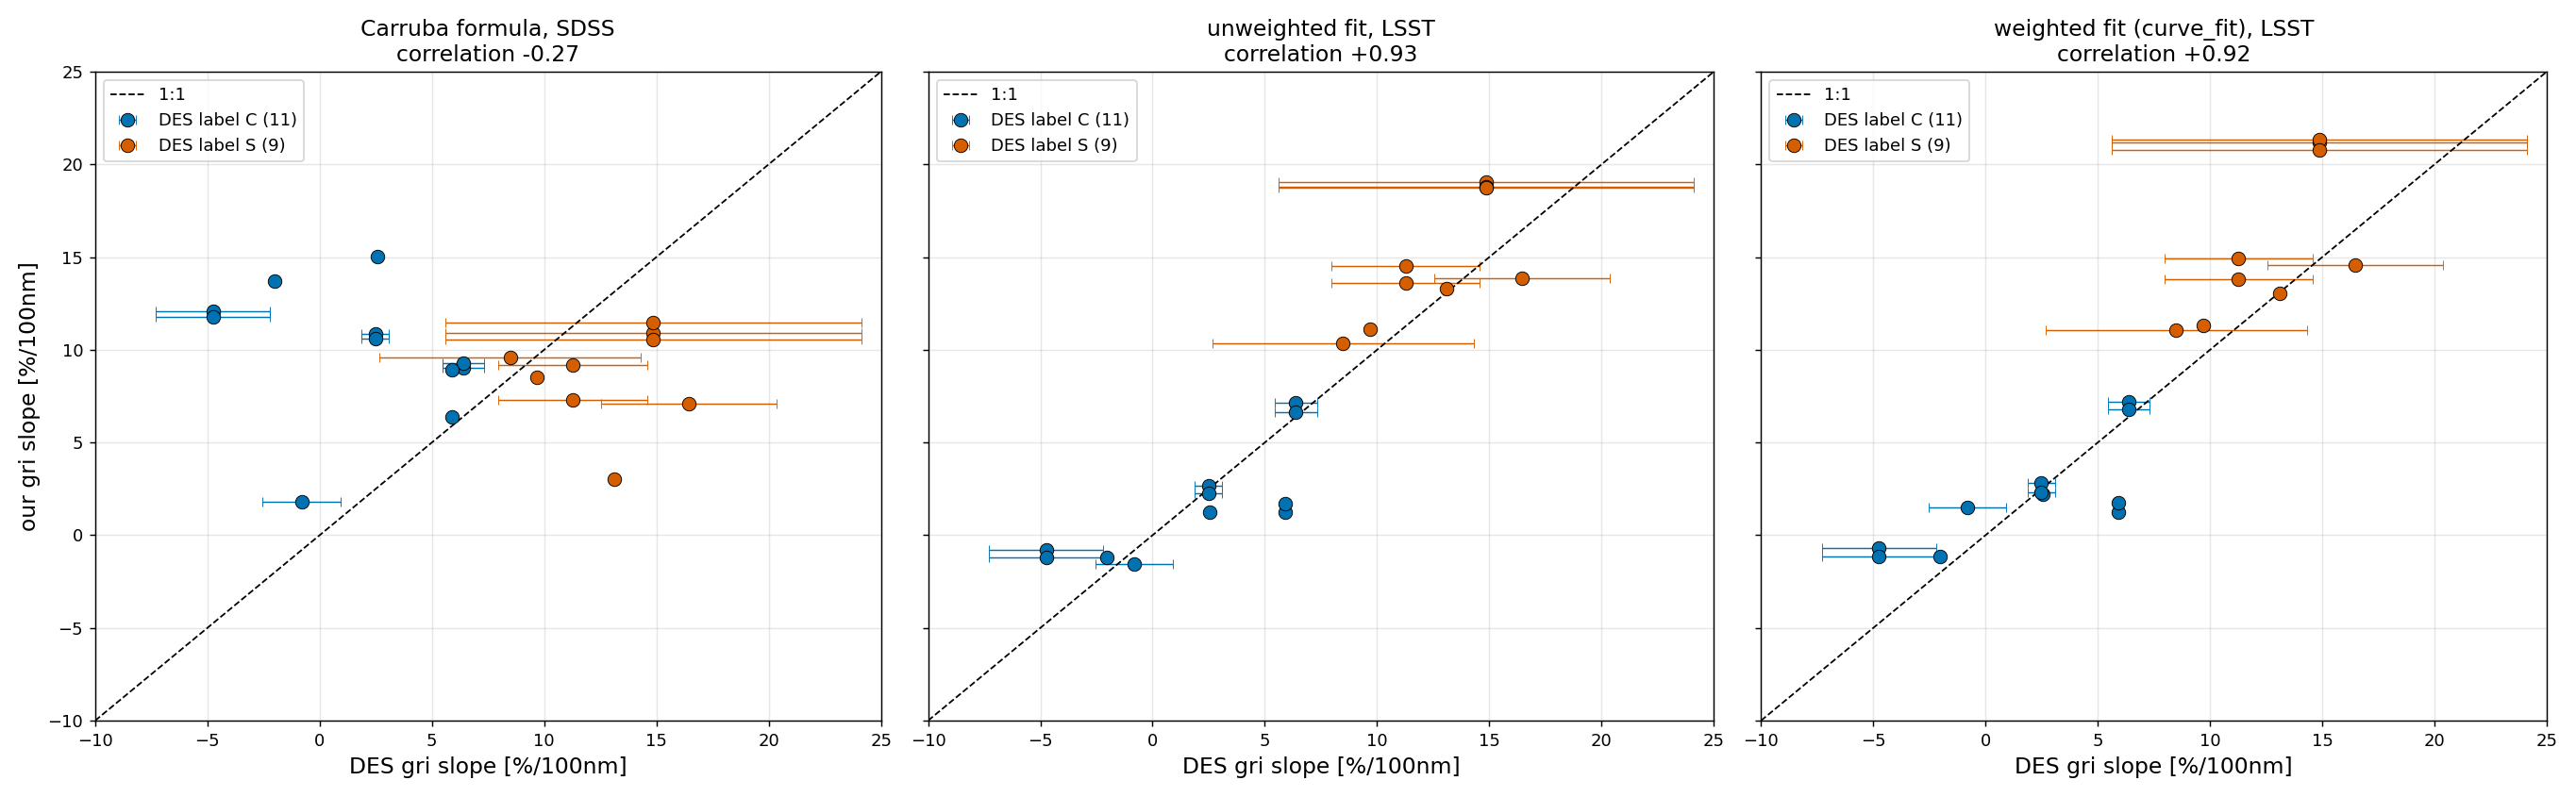 Carruba formula, SDSS
correlation -0.27
25
20
15
10
5
0
−5
−10
our gri slope [%/100nm]
1:1
DES label C (11)
DES label S (9)
−10
−5
0
5
10
15
20
25
DES gri slope [%/100nm]
unweighted fit, LSST
correlation +0.93
1:1
DES label C (11)
DES label S (9)
−10
−5
0
5
10
15
20
25
DES gri slope [%/100nm]
weighted fit (curve_fit), LSST
correlation +0.92
1:1
DES label C (11)
DES label S (9)
−10
−5
0
5
10
15
20
25
DES gri slope [%/100nm]